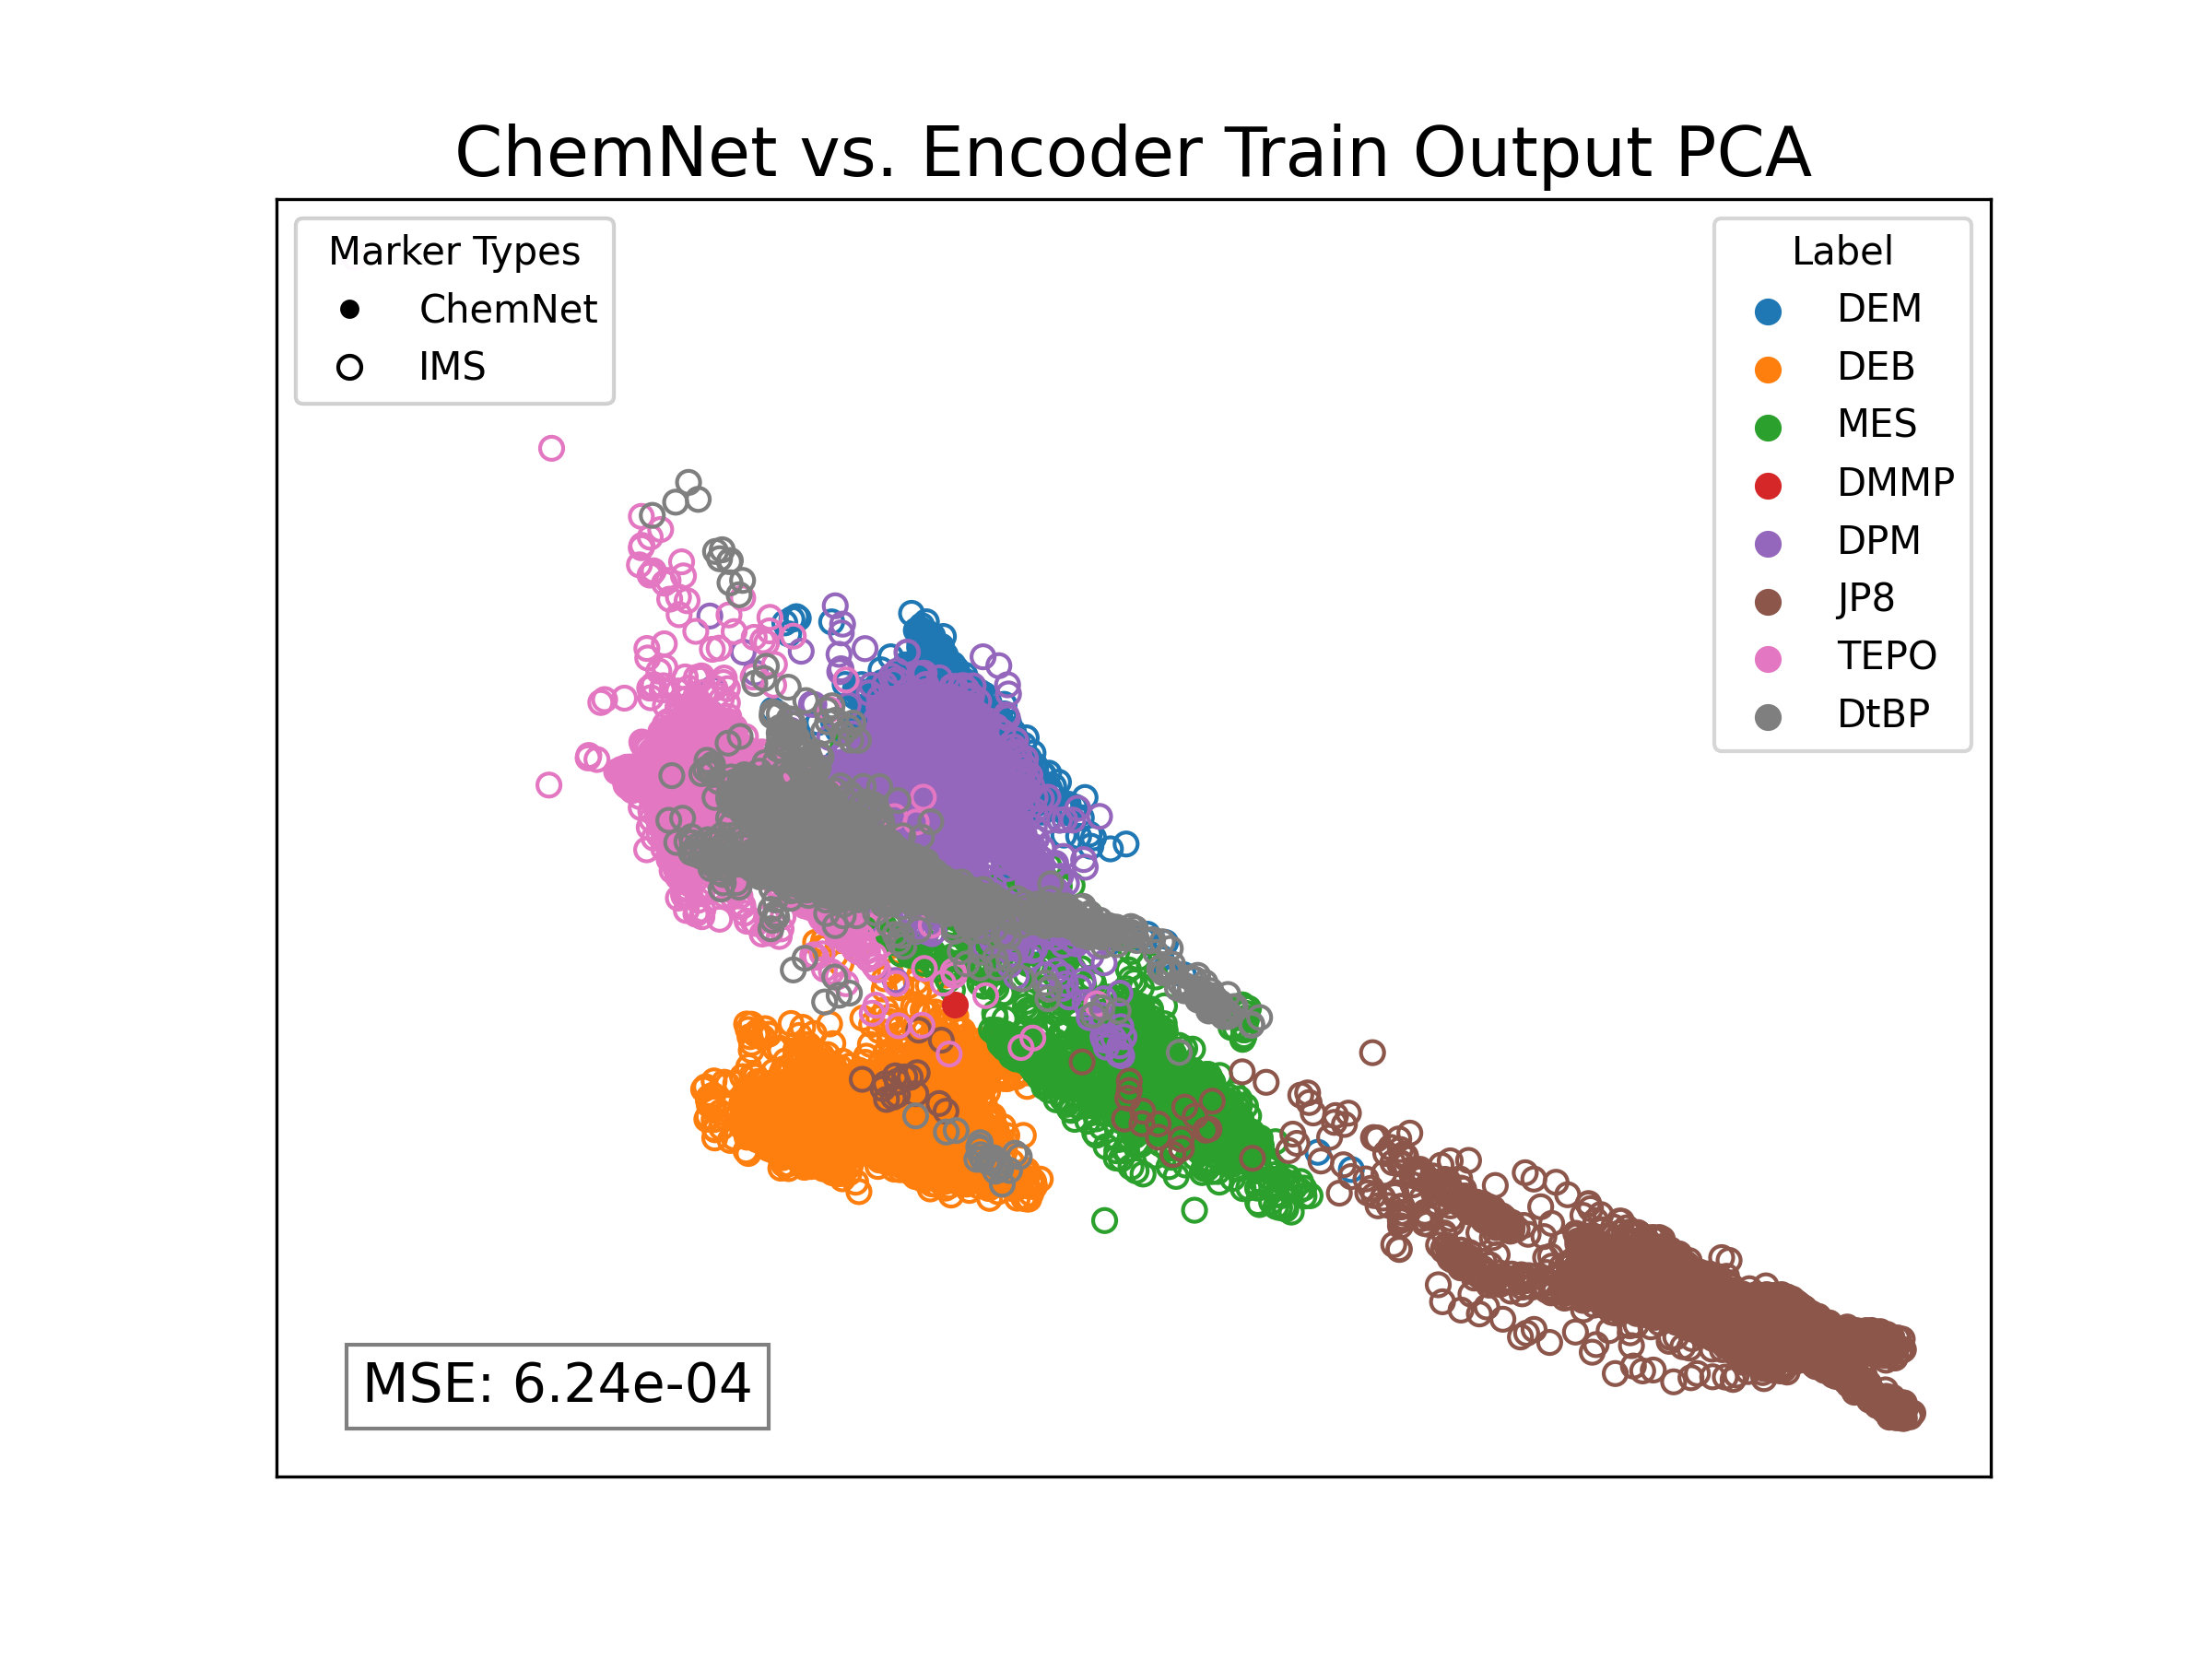 ChemNet vs. Encoder Train Output PCA
Marker Types
ChemNet
IMS
Label
DEM
DEB
MES
DMMP
DPM
JP8
TEPO
DtBP
MSE: 6.24e-04